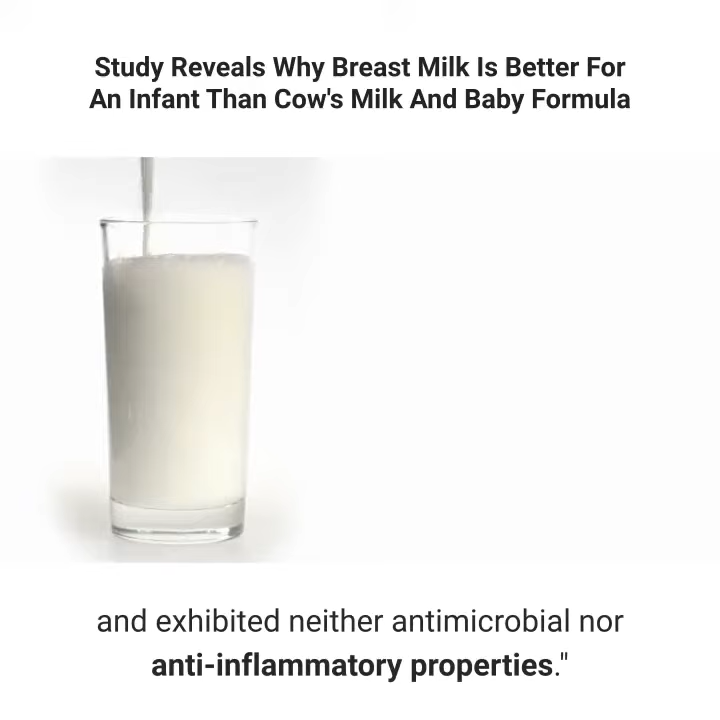 Study Reveals Why Breast Milk Is Better For
An Infant Than Cow's Milk And Baby Formula
and exhibited neither antimicrobial nor
anti-inflammatory properties."